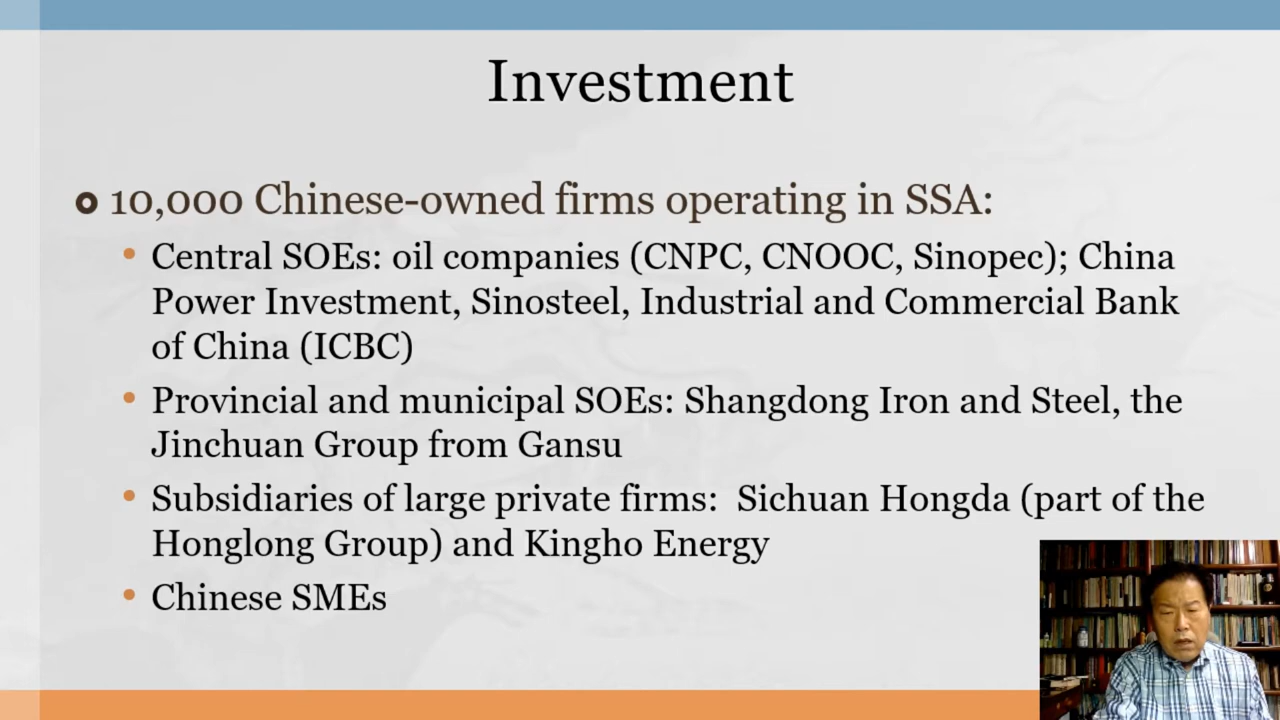 Investment
10,000 Chinese-owned firms operating in SSA:
Central SOEs: oil companies (CNPC, CNOOC, Sinopec); China
Power Investment, Sinosteel, Industrial and Commercial Bank
of China (ICBC)
Provincial and municipal SOEs: Shangdong Iron and Steel, the
Jinchuan Group from Gansu
Subsidiaries of large private firms:  Sichuan Hongda (part of the
Honglong Group) and Kingho Energy
Chinese SMEs